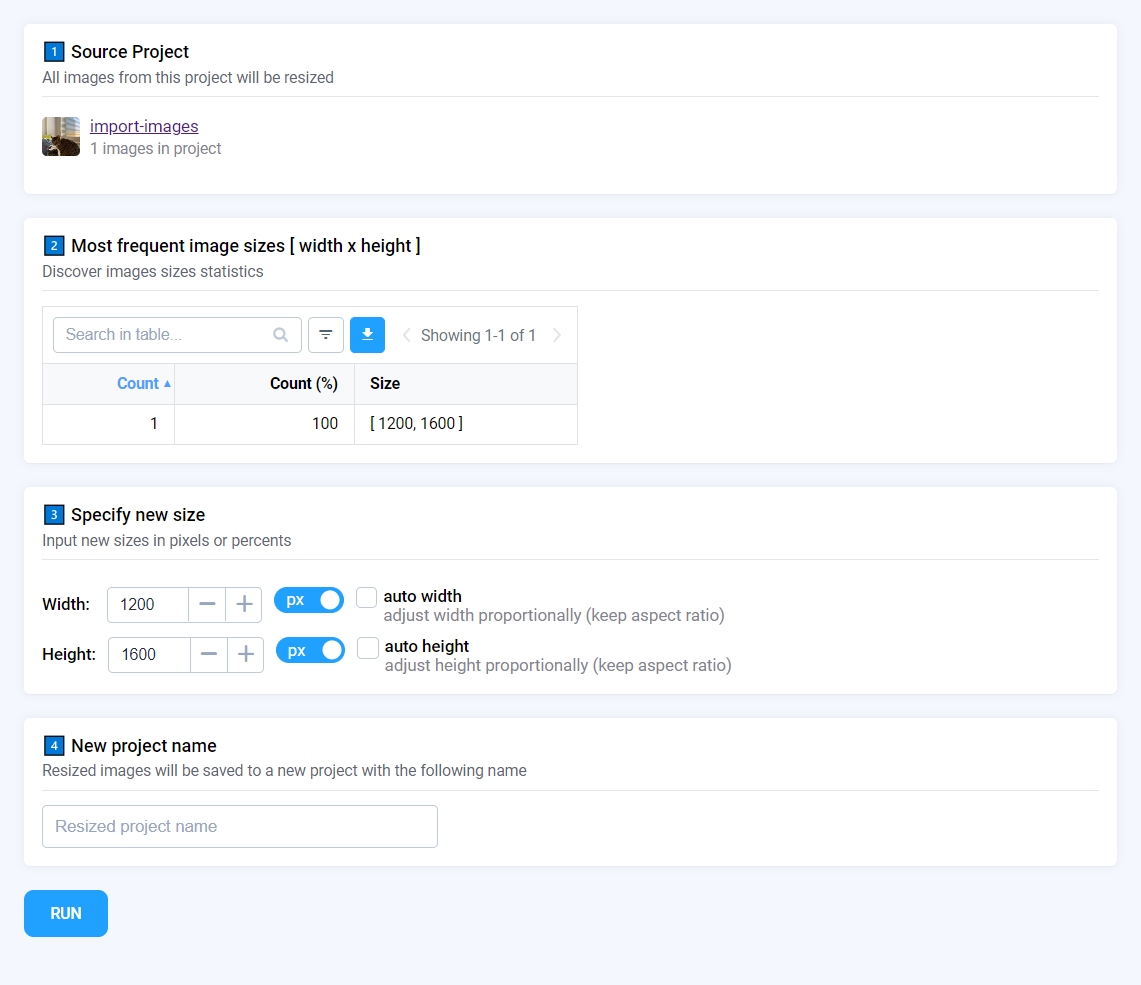 1 Source Project
All images from this project will be resized
import-images
1 images in project
2 Most frequent image sizes [ width x height ]
Discover images sizes statistics
Search in table...
Showing 1-1 of 1
Count Count (%) Size
1 100 [ 1200, 1600 ]
3 Specify new size
Input new sizes in pixels or percents
Width: 1200 px auto width
adjust width proportionally (keep aspect ratio)
Height: 1600 px auto height
adjust height proportionally (keep aspect ratio)
4 New project name
Resized images will be saved to a new project with the following name
Resized project name
RUN